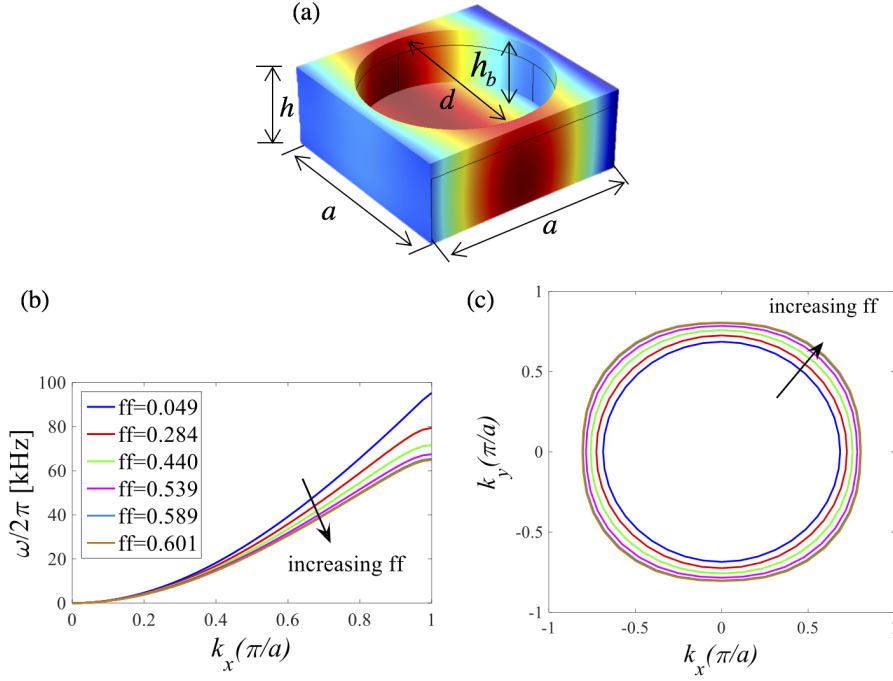 (a)
h
h_b
d
a
a
(b)
100
80
60
40
20
0
ω/2π [kHz]
ff=0.049
ff=0.284
ff=0.440
ff=0.539
ff=0.589
ff=0.601
increasing ff
0
0.2
0.4
0.6
0.8
1
k_x(π/a)
(c)
1
0.5
0
-0.5
-1
k_y(π/a)
increasing ff
-1
-0.5
0
0.5
1
k_x(π/a)